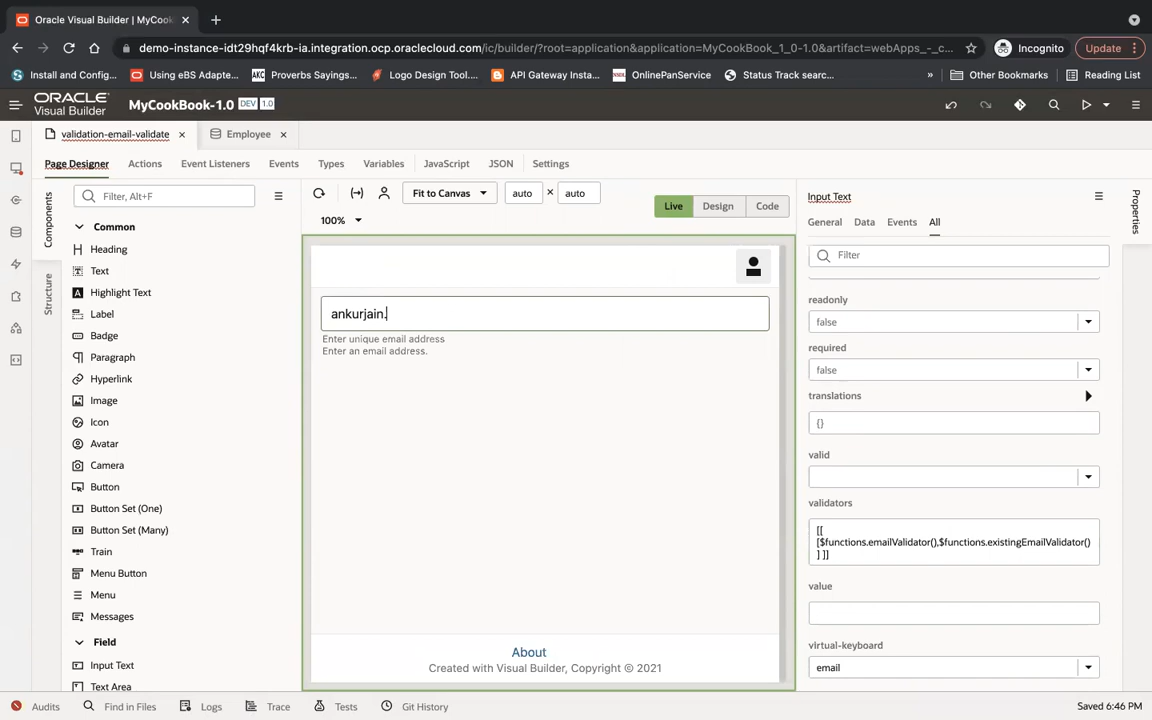 Oracle Visual Builder | MyCook
demo-instance-idt29hqf4krb-ia.integration.ocp.oraclecloud.com/ic/builder/?root=application&application=MyCookBook_1_0-1.0&artifact=webApps_-_c...
Incognito
Update
Install and Config...
Using eBS Adapte...
AKC
Proverbs Sayings...
Logo Design Tool...
API Gateway Insta...
OnlinePanService
Status Track searc...
»
Other Bookmarks
Reading List
ORACLE
Visual Builder
MyCookBook-1.0
DEV
1.0
validation-email-validate
Employee
Page Designer
Actions
Event Listeners
Events
Types
Variables
JavaScript
JSON
Settings
Components
Structure
Filter, Alt+F
Common
Heading
Text
Highlight Text
Label
Badge
Paragraph
Hyperlink
Image
Icon
Avatar
Camera
Button
Button Set (One)
Button Set (Many)
Train
Menu Button
Menu
Messages
Field
Input Text
Text Area
Fit to Canvas
auto
×
auto
100%
Live
Design
Code
ankurjain.
Enter unique email address
Enter an email address.
About
Created with Visual Builder, Copyright © 2021
Input Text
General
Data
Events
All
Filter
readonly
false
required
false
translations
{}
valid
validators
[[
[$functions.emailValidator(),$functions.existingEmailValidator()
] ]]
value
virtual-keyboard
email
Properties
Audits
Find in Files
Logs
Trace
Tests
Git History
Saved 6:46 PM